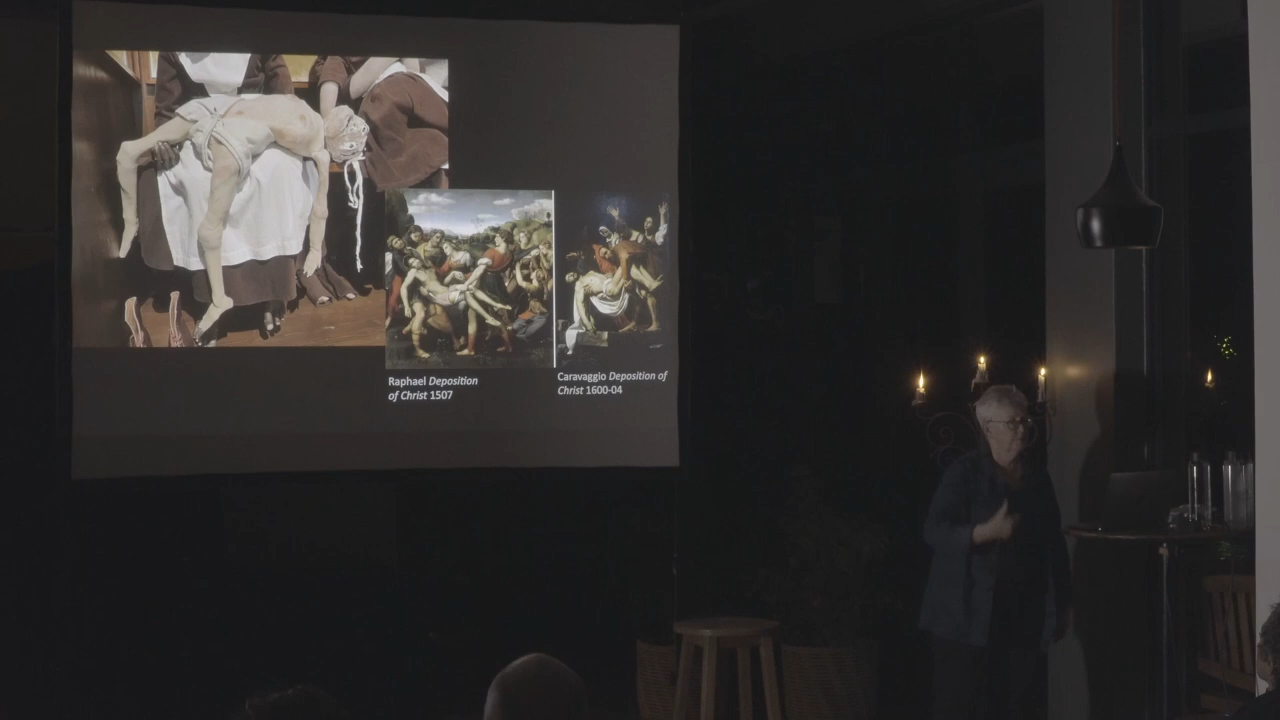 Raphael Deposition
of Christ 1507
Caravaggio Deposition of
Christ 1600-04